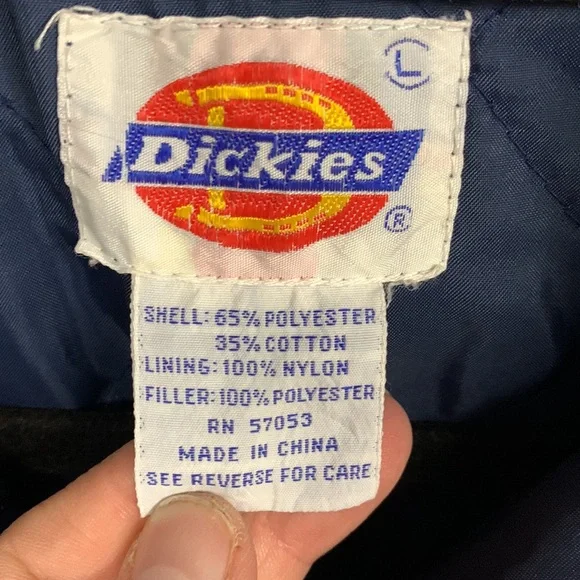 L
Dickies
®
SHELL: 65% POLYESTER
35% COTTON
LINING: 100% NYLON
FILLER: 100% POLYESTER
RN 57053
MADE IN CHINA
SEE REVERSE FOR CARE